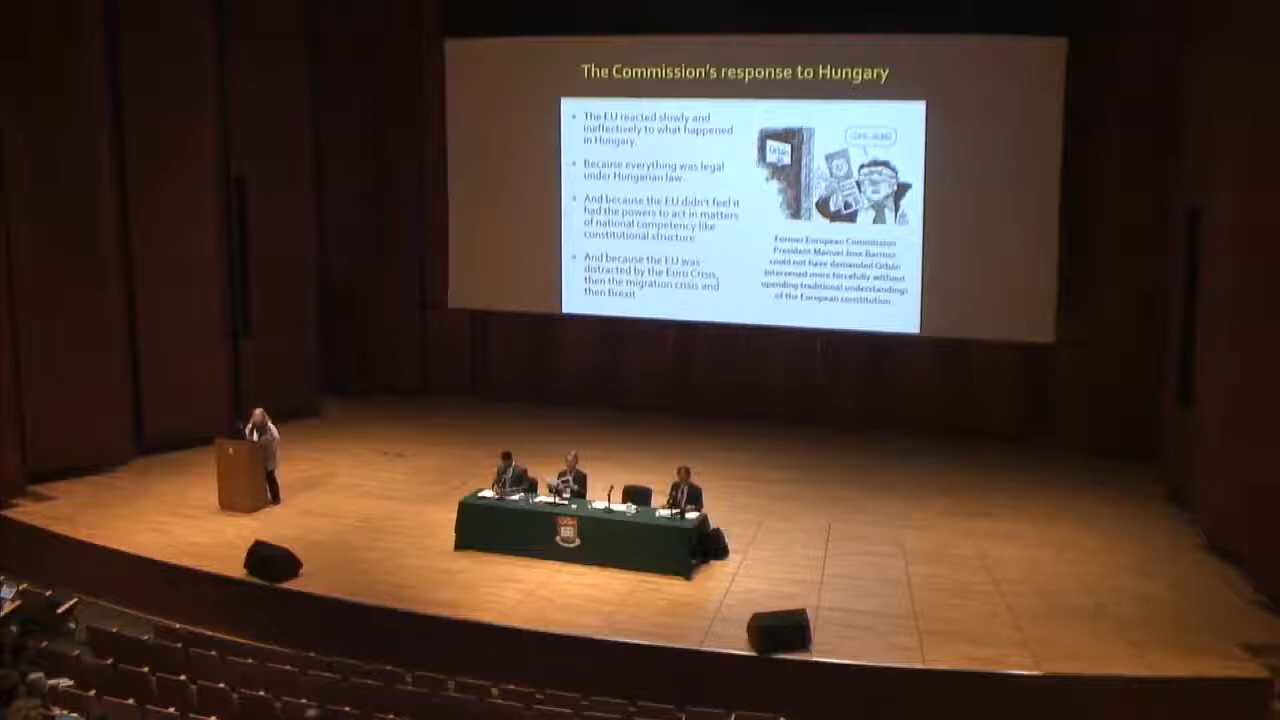 The Commission's response to Hungary
• The EU reacted slowly and
ineffectively to what happened
in Hungary.
• Because everything was legal
under Hungarian law
• And because the EU didn't feel it
had the powers to act in matters
of national competency like
constitutional structure
• And because the EU was
distracted by the Euro Crisis,
then the migration crisis and
then Brexit
Orbán
Former European Commission
President Manuel Jose Barroso
could not have demanded Orbán
intervened more forcefully without
upending traditional understandings
of the European constitution